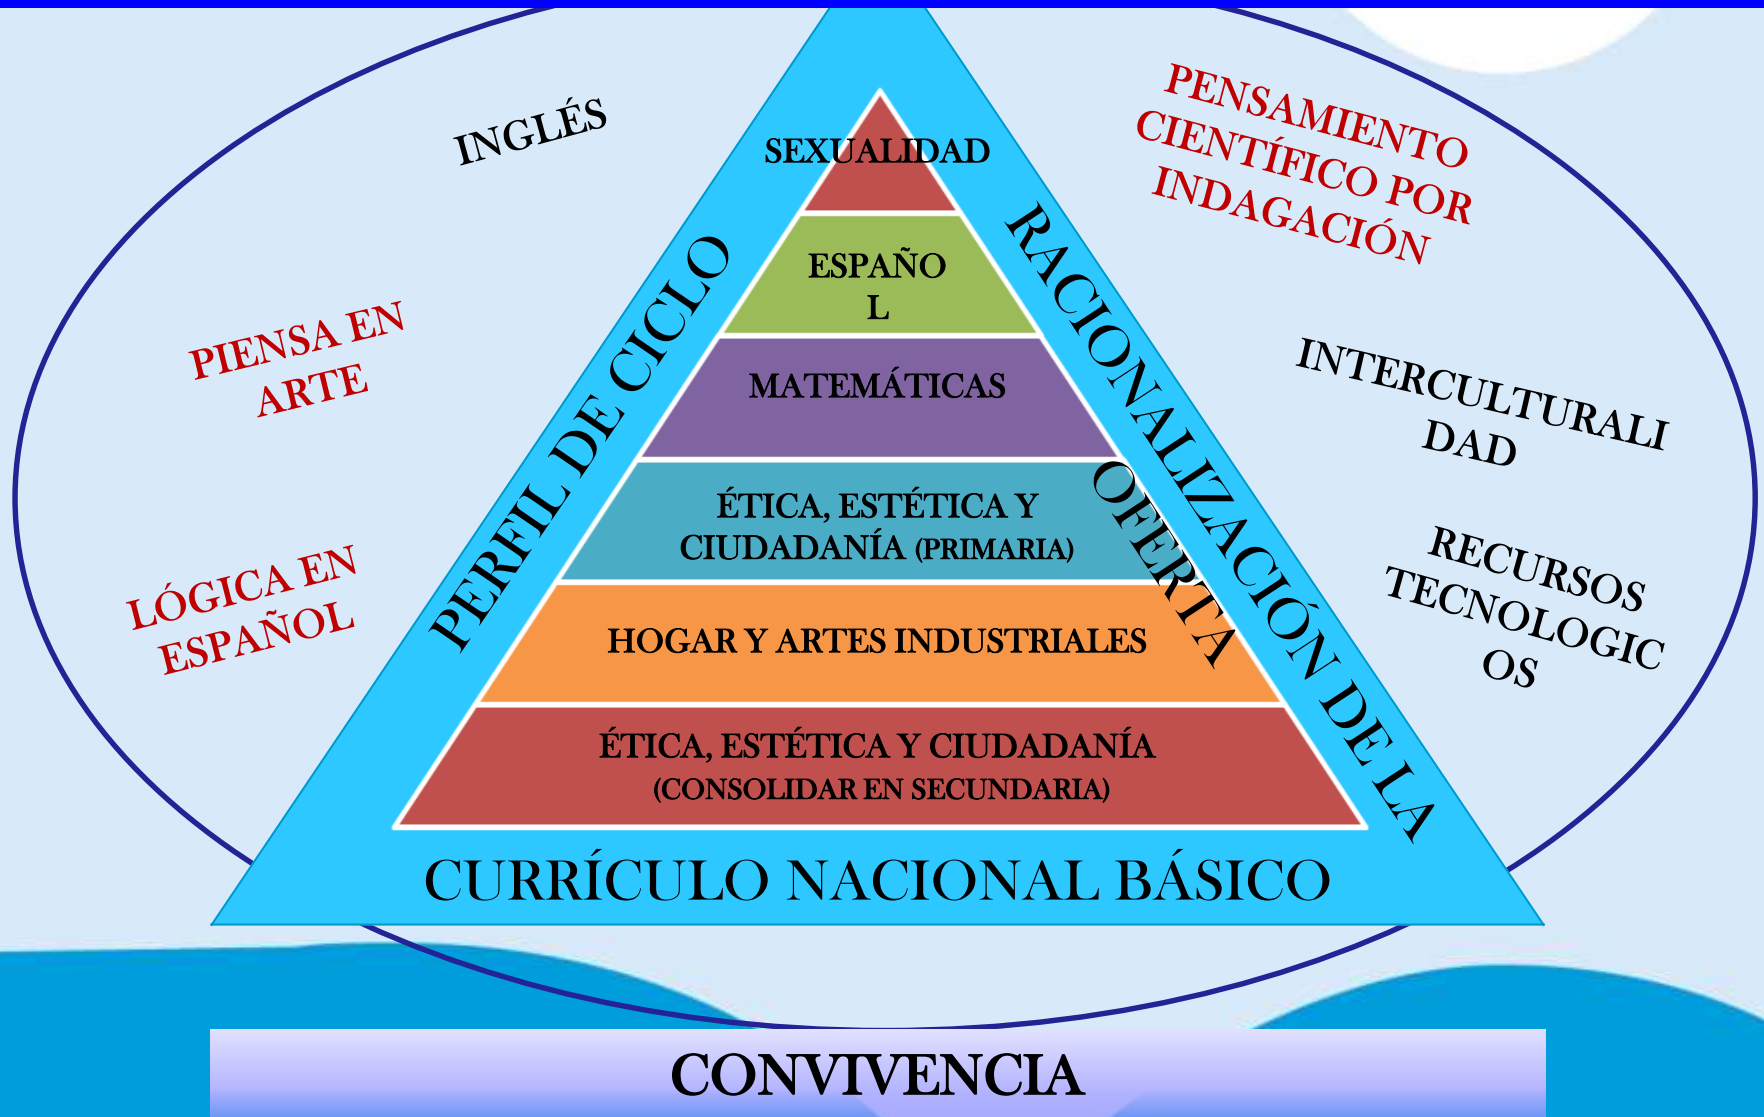 INGLÉS
PIENSA EN
ARTE
LÓGICA EN
ESPAÑOL
PERFIL DE CICLO
SEXUALIDAD
ESPAÑO
L
MATEMÁTICAS
ÉTICA, ESTÉTICA Y
CIUDADANÍA (PRIMARIA)
HOGAR Y ARTES INDUSTRIALES
ÉTICA, ESTÉTICA Y CIUDADANÍA
(CONSOLIDAR EN SECUNDARIA)
RACIONALIZACIÓN DE LA
OFERTA
CURRÍCULO NACIONAL BÁSICO
PENSAMIENTO
CIENTÍFICO POR
INDAGACIÓN
INTERCULTURALI
DAD
RECURSOS
TECNOLOGIC
OS
CONVIVENCIA